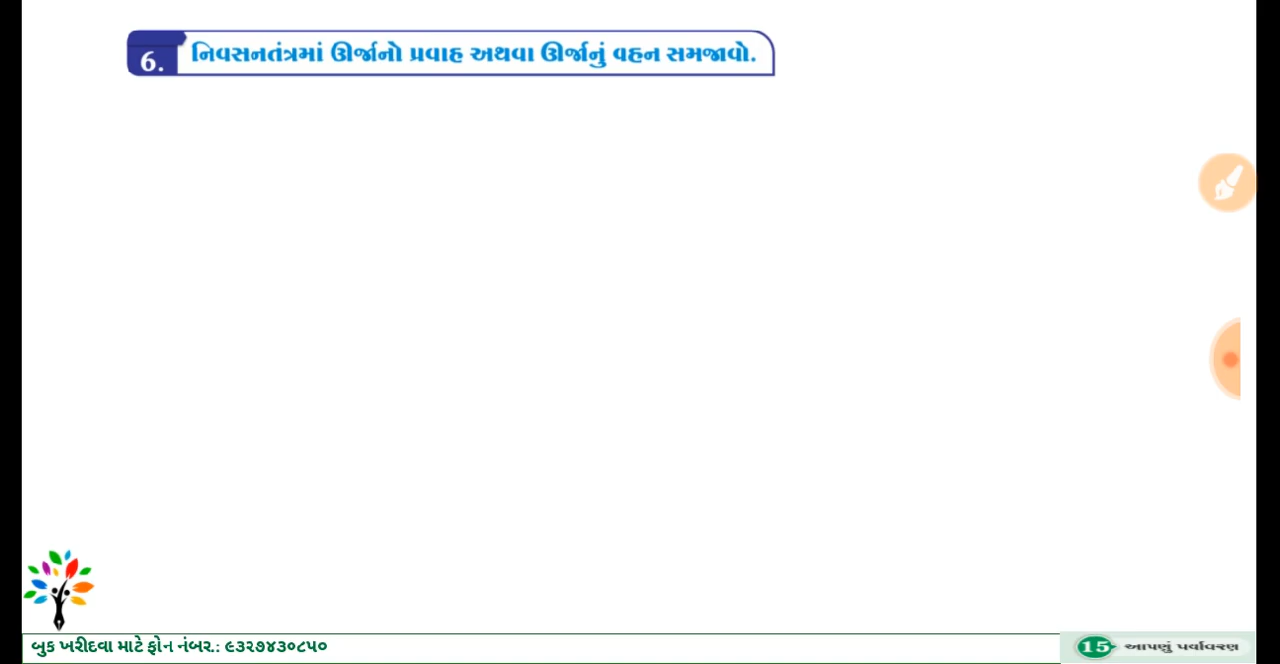 6. નિવસનતંત્રમાં ઊર્જાનો પ્રવાહ અથવા ઊર્જાનું વહન સમજાવો.
બુક ખરીદવા માટે ફોન નંબર.: ૯૩૨૭૪૩૦૮૫૦
15 આપણું પર્યાવરણ